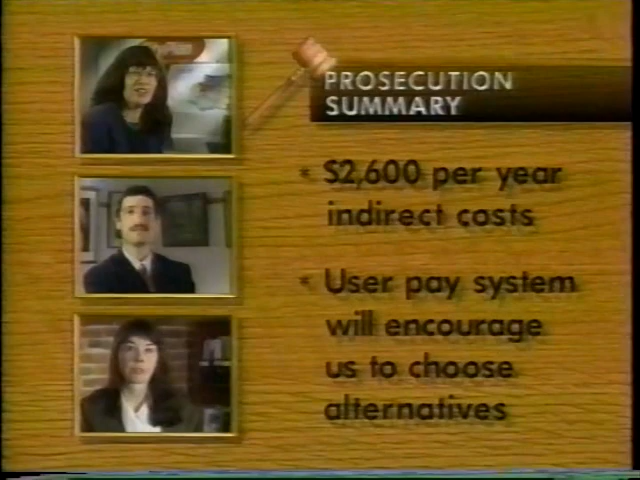 PROSECUTION
SUMMARY
* $2,600 per year
indirect costs
* User pay system
will encourage
us to choose
alternatives